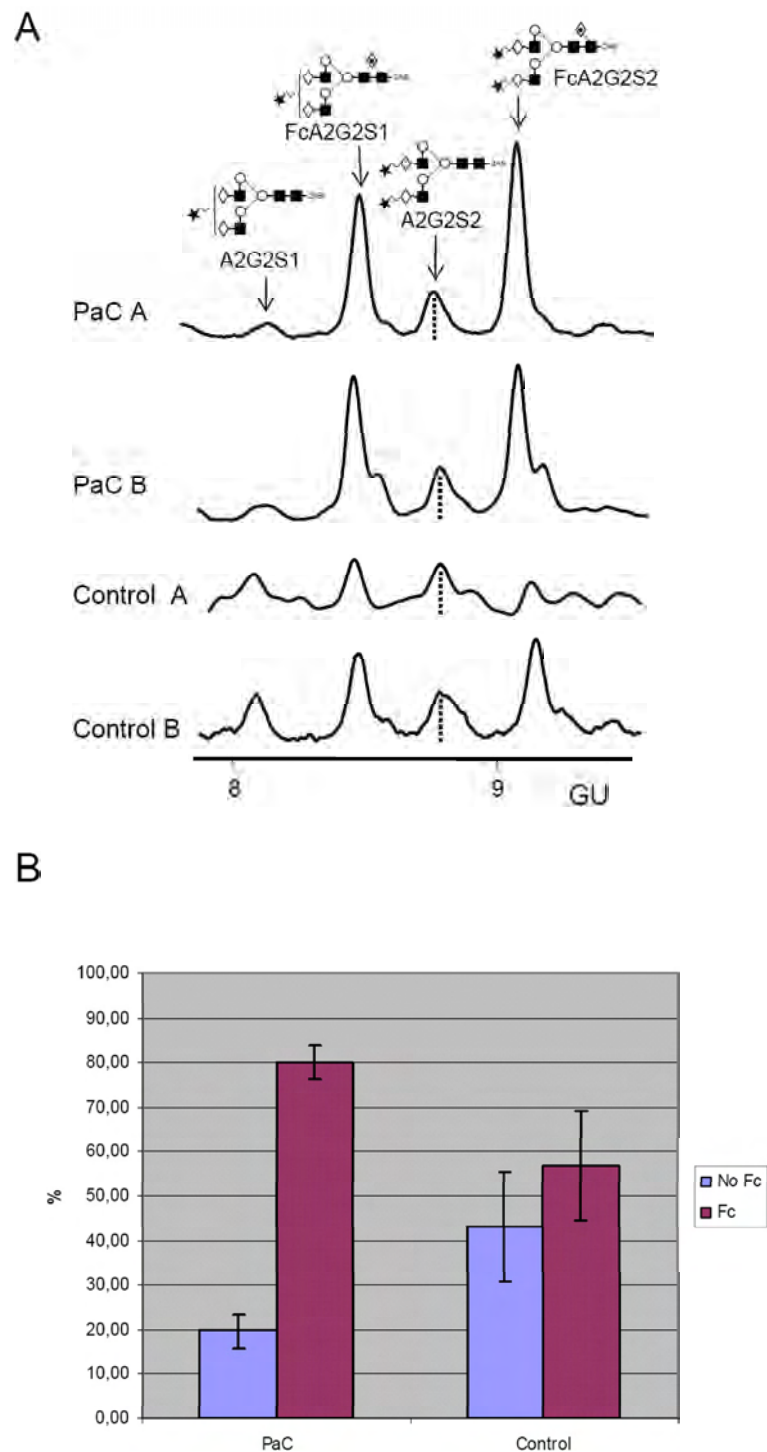 A
FcA2G2S2
FcA2G2S1
A2G2S2
A2G2S1
PaC A
PaC B
Control A
Control B
8
9
GU
B
100,00
90,00
80,00
70,00
60,00
50,00
40,00
30,00
20,00
10,00
0,00
%
No Fc
Fc
PaC
Control